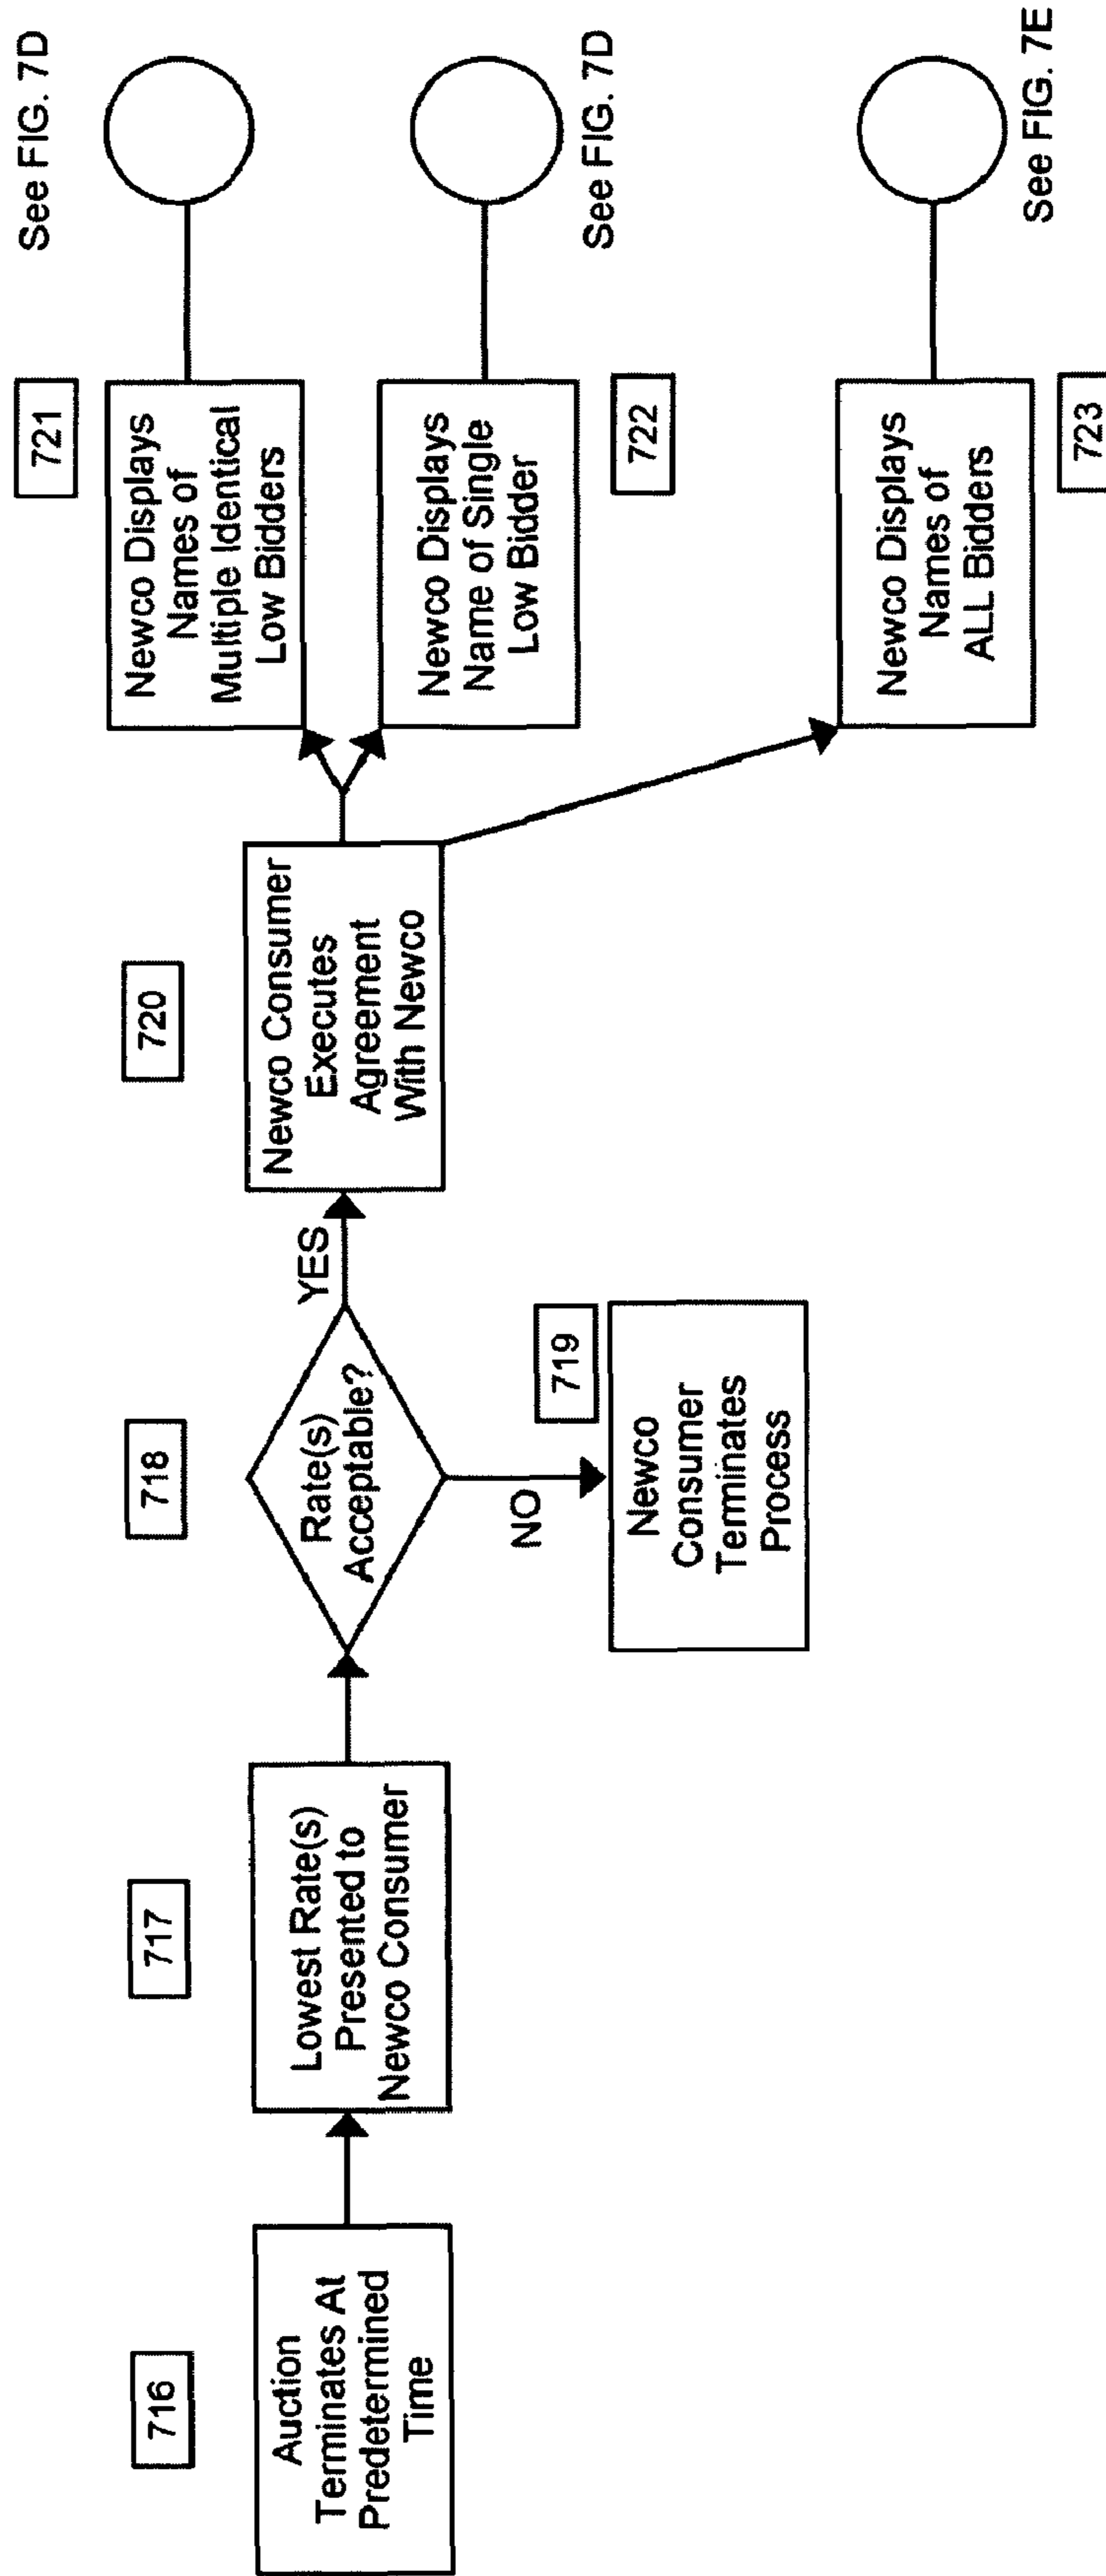 716
Auction
Terminates At
Predetermined
Time
717
Lowest Rate(s)
Presented to
Newco Consumer
718
Rate(s)
Acceptable?
YES
NO
719
Newco
Consumer
Terminates
Process
720
Newco Consumer
Executes
Agreement
With Newco
721
Newco Displays
Names of
Multiple Identical
Low Bidders
See FIG. 7D
Newco Displays
Name of Single
Low Bidder
722
See FIG. 7D
Newco Displays
Names of
ALL Bidders
723
See FIG. 7E